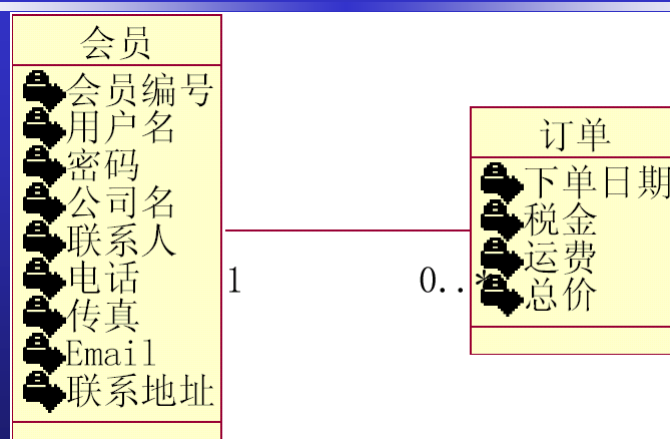 会员
会员编号
用户名
密码
公司名
联系人
电话
传真
Email
联系地址
1
0..*
订单
下单日期
税金
运费
总价